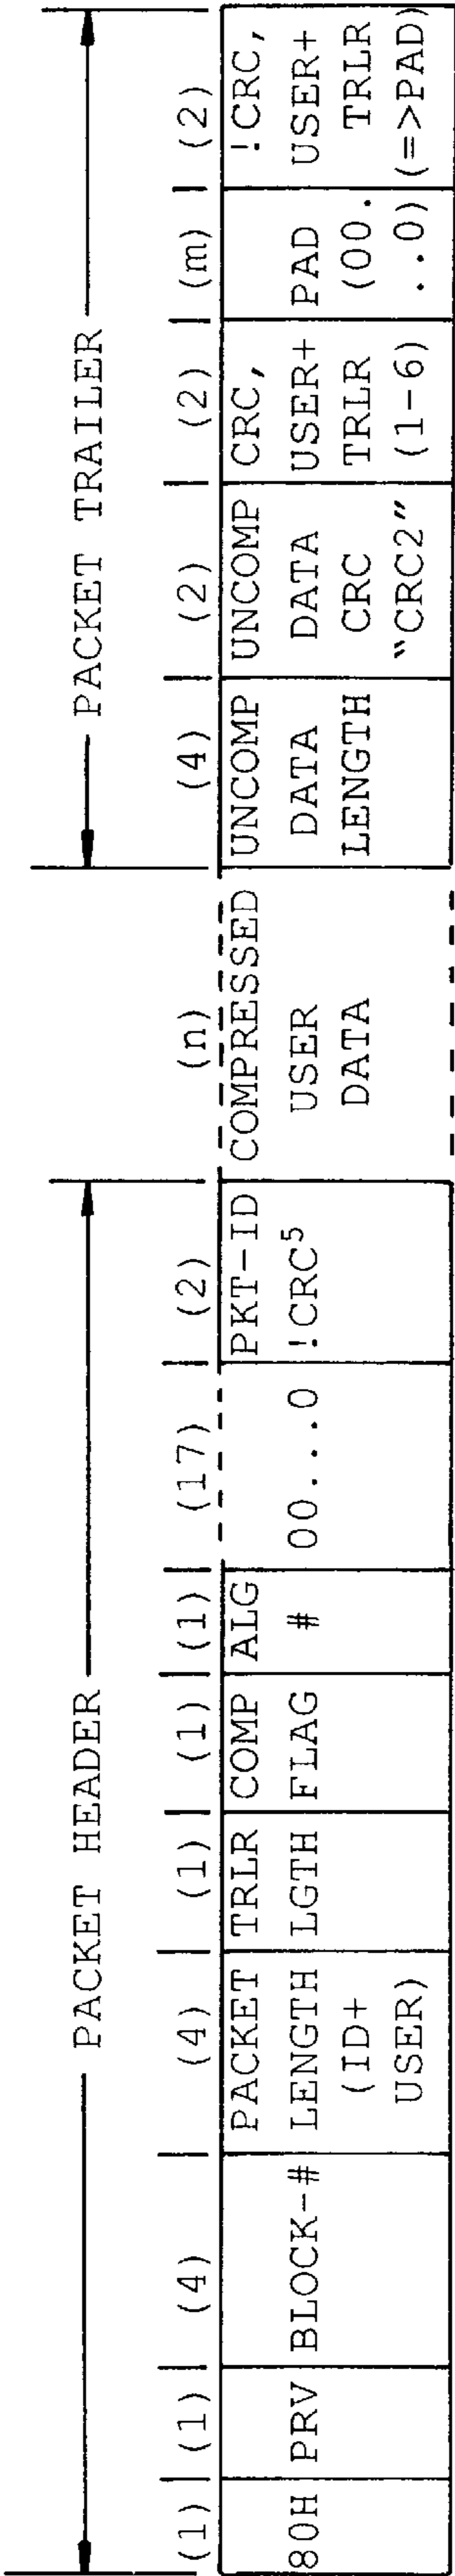 PACKET HEADER
PACKET TRAILER
(1) (1) (4) (4) (1) (1) (1) (17) (2) (n) (4) (2) (2) (m) (2)
80H
PRV
BLOCK-#
PACKET
LENGTH
(ID+
USER)
TRLR
LGTH
COMP
FLAG
ALG
#
00...0
PKT-ID
!CRC⁵
COMPRESSED
USER
DATA
UNCOMP
DATA
LENGTH
UNCOMP
DATA
CRC
“CRC2”
CRC,
USER+
TRLR
(1-6)
PAD
(00.
..0)
!CRC,
USER+
TRLR
(=>PAD)